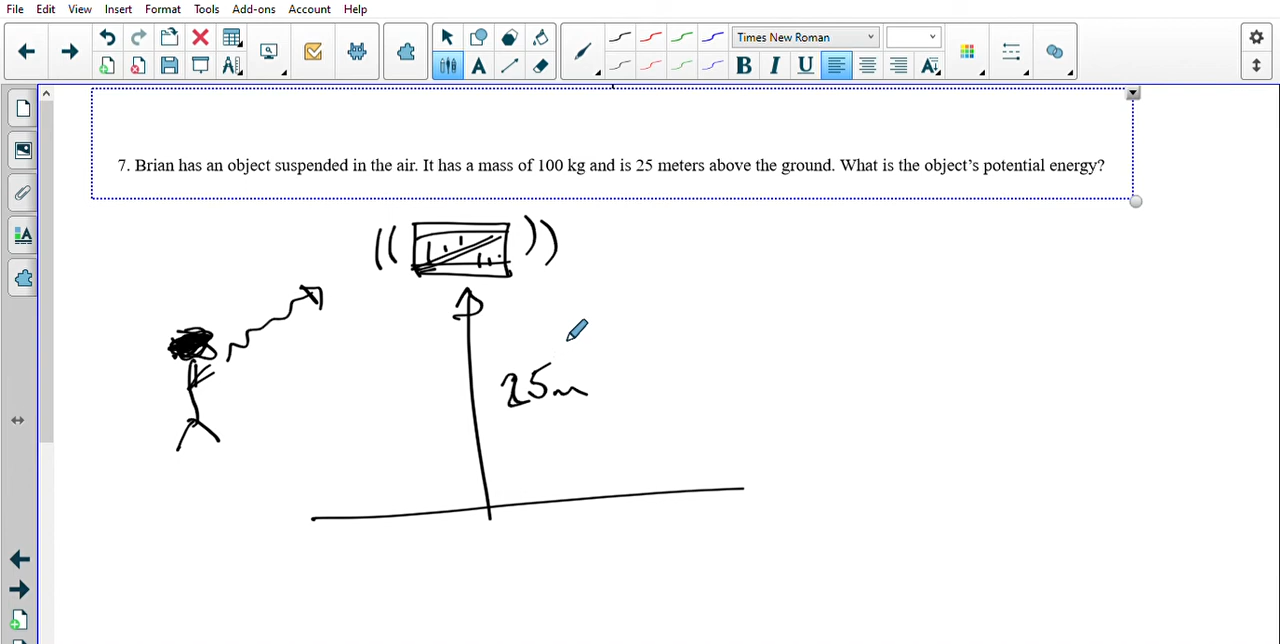 File Edit View Insert Format Tools Add-ons Account Help
Times New Roman
B I U
7. Brian has an object suspended in the air. It has a mass of 100 kg and is 25 meters above the ground. What is the object’s potential energy?
25m